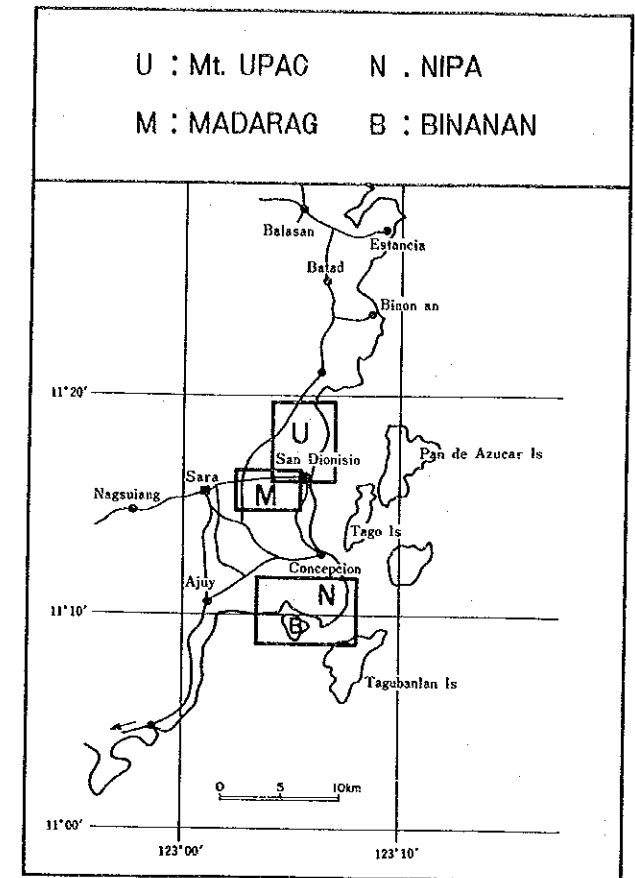 U : Mt. UPAO N . NIPA
M : MADARAG B : BINANAN
Balasan
Estancia
Batad
Binon an
11°20'
U
San Dionisio
Pan de Azucar Is
Sara
M
Nagsuiang
Tago Is
Concepcion
Ajuy
N
11°10'
B
Tagubanlan Is
0 5 10km
11°00'
123°00' 123°10'